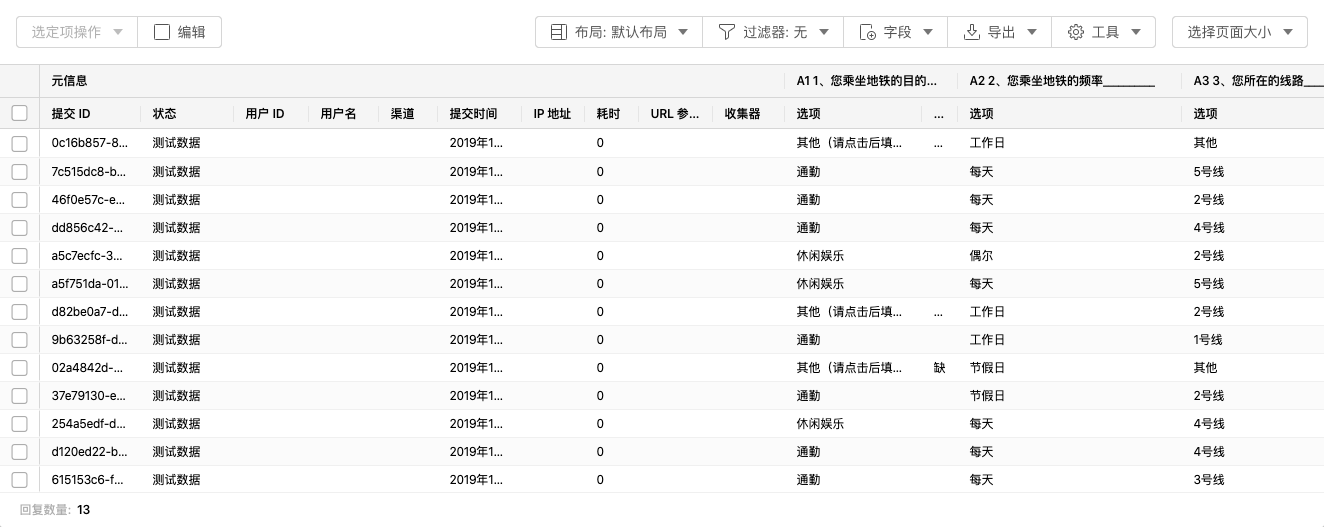 选定项操作 编辑 布局: 默认布局 过滤器: 无 字段 导出 工具 选择页面大小
元信息 A1 1、您乘坐地铁的目的... A2 2、您乘坐地铁的频率________ A3 3、您所在的线路___
提交 ID 状态 用户 ID 用户名 渠道 提交时间 IP 地址 耗时 URL 参... 收集器 选项 ... 选项 选项
0c16b857-8... 测试数据 2019年1... 0 其他（请点击后填... ... 工作日 其他
7c515dc8-b... 测试数据 2019年1... 0 通勤 每天 5号线
46f0e57c-e... 测试数据 2019年1... 0 通勤 每天 2号线
dd856c42-... 测试数据 2019年1... 0 通勤 每天 4号线
a5c7ecfc-3... 测试数据 2019年1... 0 休闲娱乐 偶尔 2号线
a5f751da-01... 测试数据 2019年1... 0 休闲娱乐 每天 5号线
d82be0a7-d... 测试数据 2019年1... 0 其他（请点击后填... ... 工作日 2号线
9b63258f-d... 测试数据 2019年1... 0 通勤 工作日 1号线
02a4842d-... 测试数据 2019年1... 0 其他（请点击后填... 缺 节假日 其他
37e79130-e... 测试数据 2019年1... 0 通勤 节假日 2号线
254a5edf-d... 测试数据 2019年1... 0 休闲娱乐 每天 4号线
d120ed22-b... 测试数据 2019年1... 0 通勤 每天 4号线
615153c6-f... 测试数据 2019年1... 0 通勤 每天 3号线
回复数量: 13